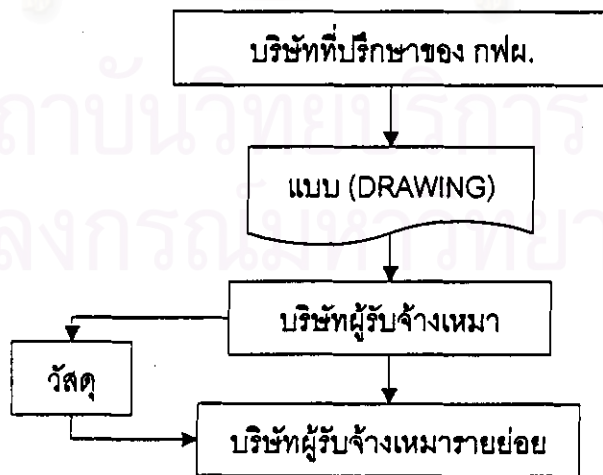 บริษัทที่ปรึกษาของ กฟผ.
แบบ (DRAWING)
บริษัทผู้รับจ้างเหมา
วัสดุ
บริษัทผู้รับจ้างเหมารายย่อย